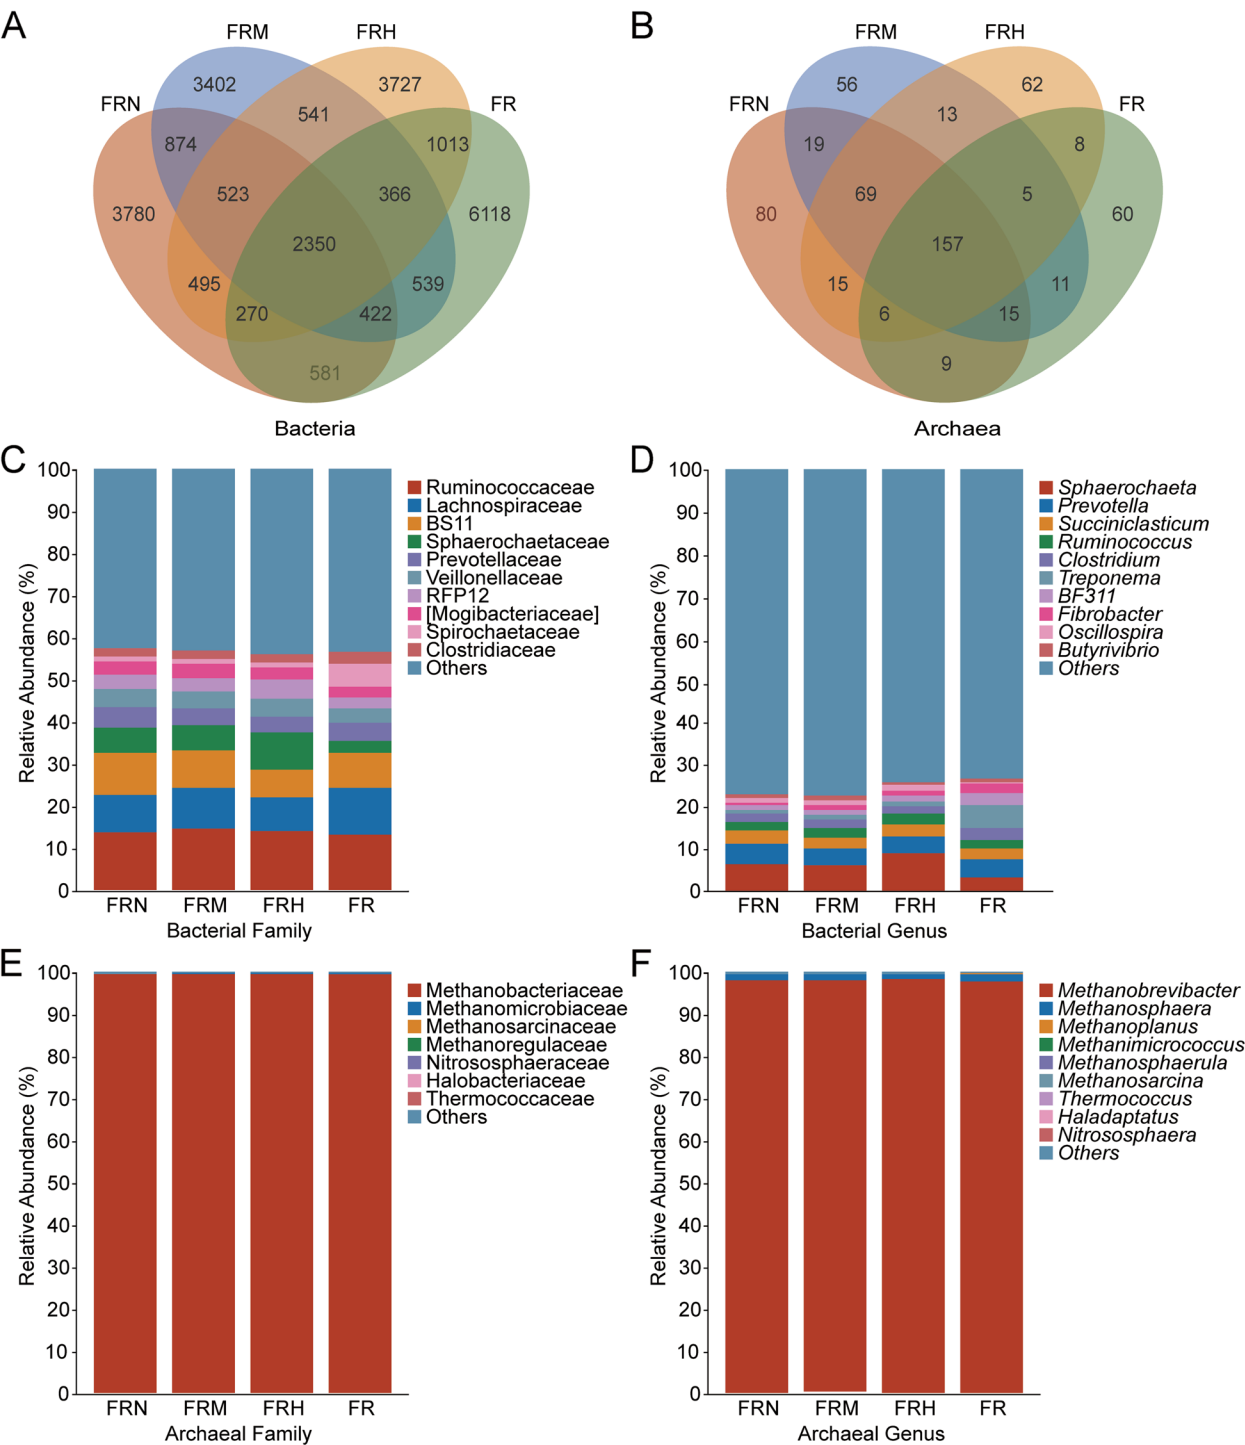 A
FRM
FRH
FRN
FR
3402
3727
541
874
1013
523
366
3780
6118
2350
495
539
270
422
581
Bacteria
B
FRM
FRH
FRN
FR
56
62
13
19
8
69
5
80
60
157
15
11
6
15
9
Archaea
C
Relative Abundance (%)
100
90
80
70
60
50
40
30
20
10
0
FRN FRM FRH FR
Bacterial Family
Ruminococcaceae
Lachnospiraceae
BS11
Sphaerochaetaceae
Prevotellaceae
Veillonellaceae
RFP12
[Mogibacteriaceae]
Spirochaetaceae
Clostridiaceae
Others
D
Relative Abundance (%)
100
90
80
70
60
50
40
30
20
10
0
FRN FRM FRH FR
Bacterial Genus
Sphaerochaeta
Prevotella
Succiniclasticum
Ruminococcus
Clostridium
Treponema
BF311
Fibrobacter
Oscillospira
Butyrivibrio
Others
E
Relative Abundance (%)
100
90
80
70
60
50
40
30
20
10
0
FRN FRM FRH FR
Archaeal Family
Methanobacteriaceae
Methanomicrobiaceae
Methanosarcinaceae
Methanoregulaceae
Nitrososphaeraceae
Halobacteriaceae
Thermococcaceae
Others
F
Relative Abundance (%)
100
90
80
70
60
50
40
30
20
10
0
FRN FRM FRH FR
Archaeal Genus
Methanobrevibacter
Methanosphaera
Methanoplanus
Methanimicrococcus
Methanosphaerula
Methanosarcina
Thermococcus
Haladaptatus
Nitrososphaera
Others